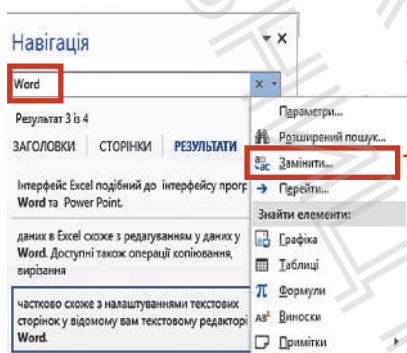 Навігація
Word
Результат 3 із 4
ЗАГОЛОВКИ СТОРІНКИ РЕЗУЛЬТАТИ
Інтерфейс Excel подібний до інтерфейсу прогр
Word та Power Point.
даних в Excel схоже з редагуванням у даних у
Word. Доступні також операції копіювання,
вирізання
частково схоже з налаштуваннями текстових
сторінок у відомому вам текстовому редакторі
Word.
Параметри...
Розширений пошук...
Замінити...
Перейти...
Знайти елементи:
Графіка
Таблиці
Формули
Виноски
Примітки